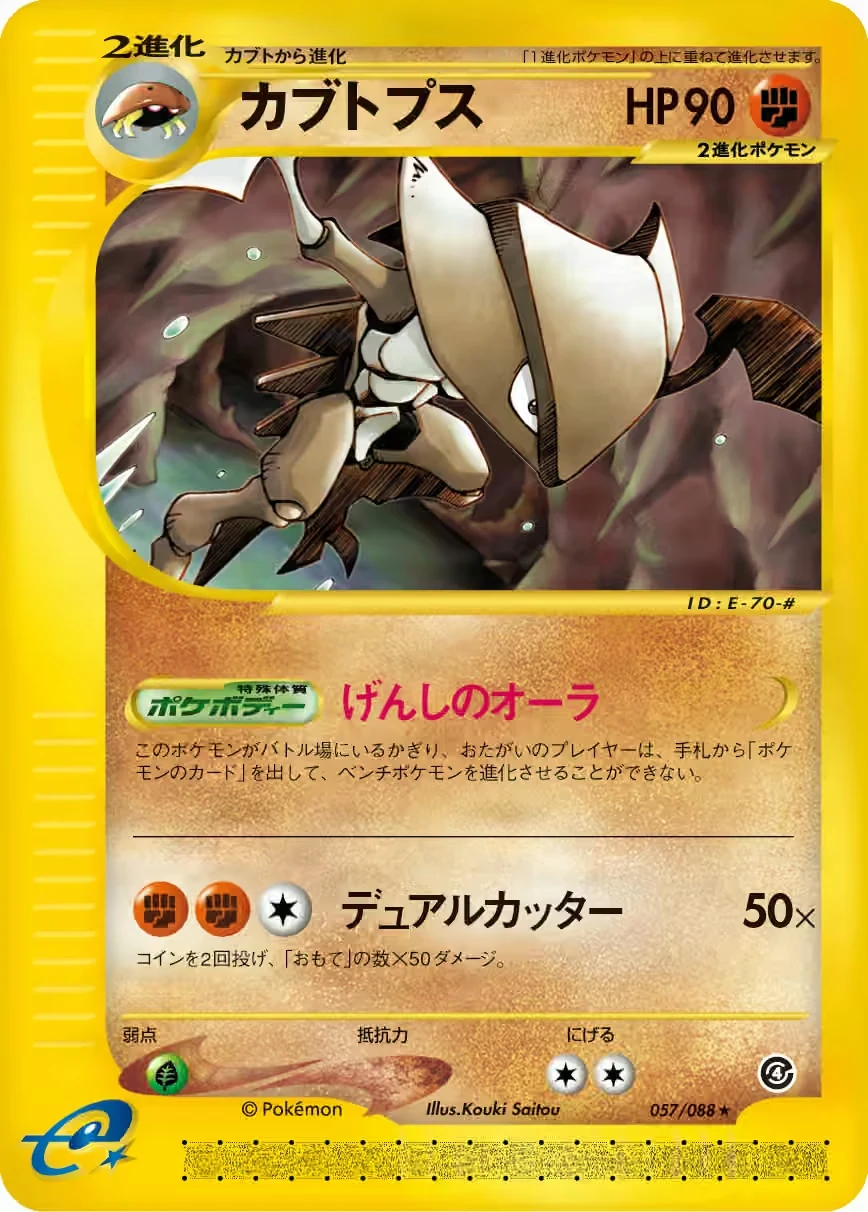 2進化
カブトから進化
「1進化ポケモン」の上に重ねて進化させます。
カブトプス
HP90
2進化ポケモン
ID:E-70-#
特殊体質
ポケボディー
げんしのオーラ
このポケモンがバトル場にいるかぎり、おたがいのプレイヤーは、手札から「ポケ
モンのカード」を出して、ベンチポケモンを進化させることができない。
デュアルカッター
50×
コインを2回投げ、「おもて」の数×50ダメージ。
弱点
抵抗力
にげる
4
© Pokémon
Illus.Kouki Saitou
057/088★
e